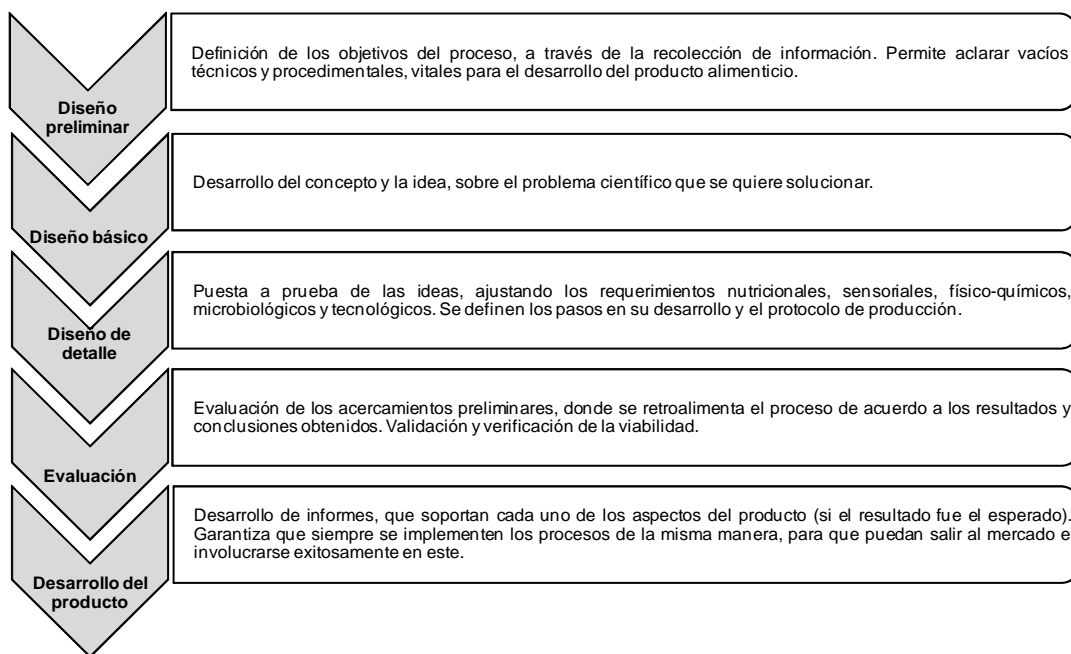 Definición de los objetivos del proceso, a través de la recolección de información. Permite aclarar vacíos
técnicos y procedimentales, vitales para el desarrollo del producto alimenticio.
Diseño
preliminar
Desarrollo del concepto y la idea, sobre el problema científico que se quiere solucionar.
Diseño básico
Puesta a prueba de las ideas, ajustando los requerimientos nutricionales, sensoriales, físico-químicos,
microbiológicos y tecnológicos. Se definen los pasos en su desarrollo y el protocolo de producción.
Diseño de
detalle
Evaluación de los acercamientos preliminares, donde se retroalimenta el proceso de acuerdo a los resultados y
conclusiones obtenidos. Validación y verificación de la viabilidad.
Evaluación
Desarrollo de informes, que soportan cada uno de los aspectos del producto (si el resultado fue el esperado).
Garantiza que siempre se implementen los procesos de la misma manera, para que puedan salir al mercado e
involucrarse exitosamente en este.
Desarrollo del
producto